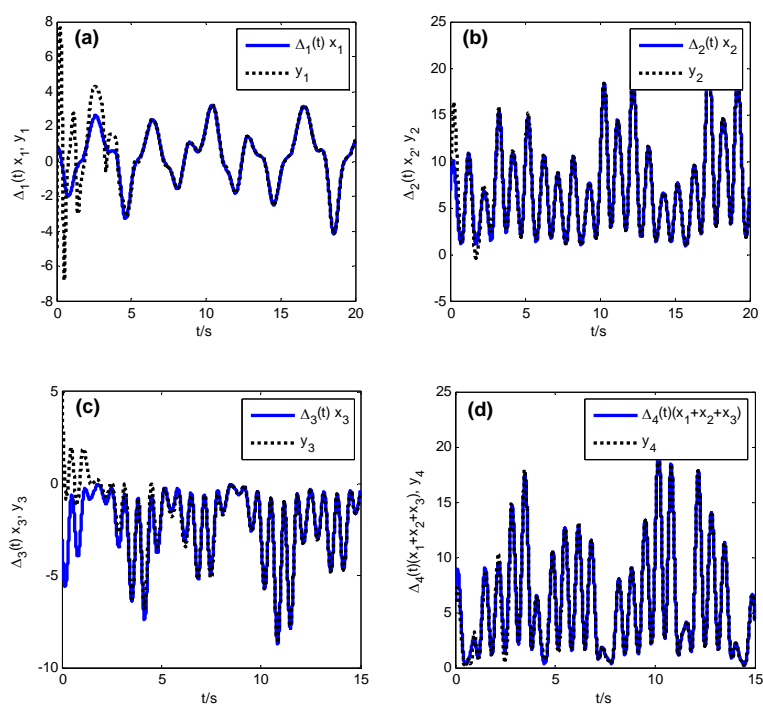 (a)
Δ₁(t) x₁
y₁
8
6
4
2
0
-2
-4
-6
-8
Δ₁(t) x₁, y₁
0 5 10 15 20
t/s
(b)
Δ₂(t) x₂
y₂
25
20
15
10
5
0
-5
Δ₂(t) x₂, y₂
0 5 10 15 20
t/s
(c)
Δ₃(t) x₃
y₃
5
0
-5
-10
Δ₃(t) x₃, y₃
0 5 10 15
t/s
(d)
Δ₄(t)(x₁+x₂+x₃)
y₄
25
20
15
10
5
0
Δ₄(t)(x₁+x₂+x₃), y₄
0 5 10 15
t/s